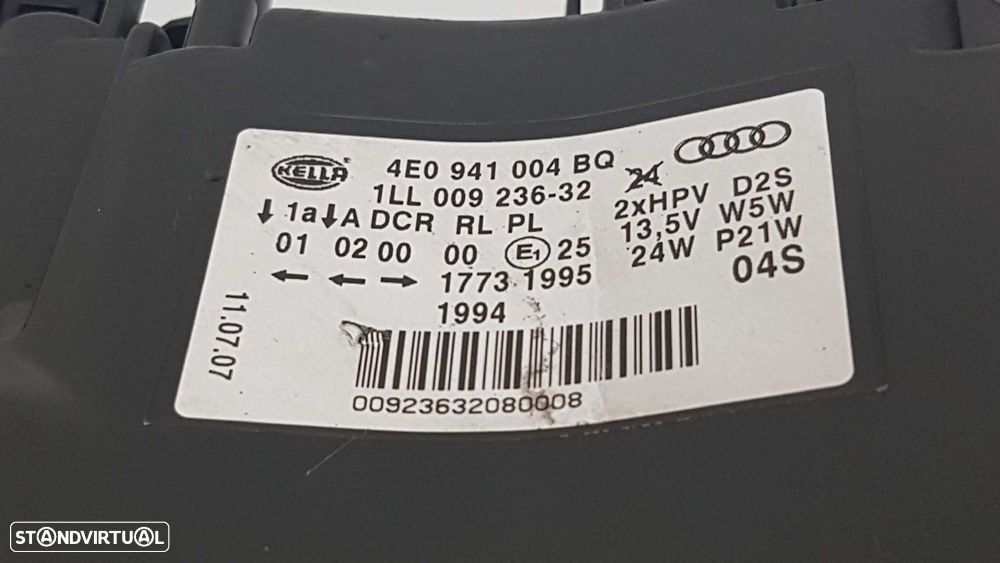 HELLA
4E0 941 004 BQ 24
1LL 009 236-32 2xHPV D2S
↓ 1a ↓ A DCR RL PL 13,5V W5W
01 02 00 00 E1 25 24W P21W
← ← → 1773 1995 04S
1994
11.07.07
00923632080008
STANDVIRTUAL